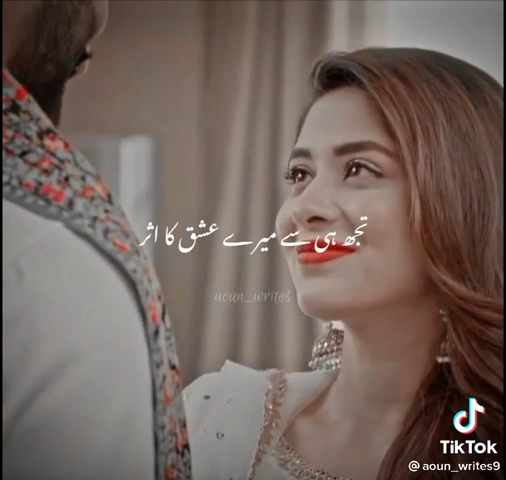 تجھ ہی سے میرے عشق کا اثر
aoun_writes
TikTok
@aoun_writes9